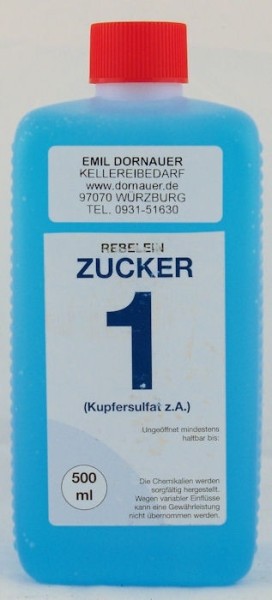 EMIL DORNAUER
KELLEREIBEDARF
www.dornauer.de
97070 WÜRZBURG
TEL. 0931-51630
REBELEIN
ZUCKER
1
(Kupfersulfat z.A.)
Ungeöffnet mindestens
haltbar bis:
500
ml
Die Chemikalien werden
sorgfältig hergestellt.
Wegen variabler Einflüsse
kann eine Gewährleistung
nicht übernommen werden.